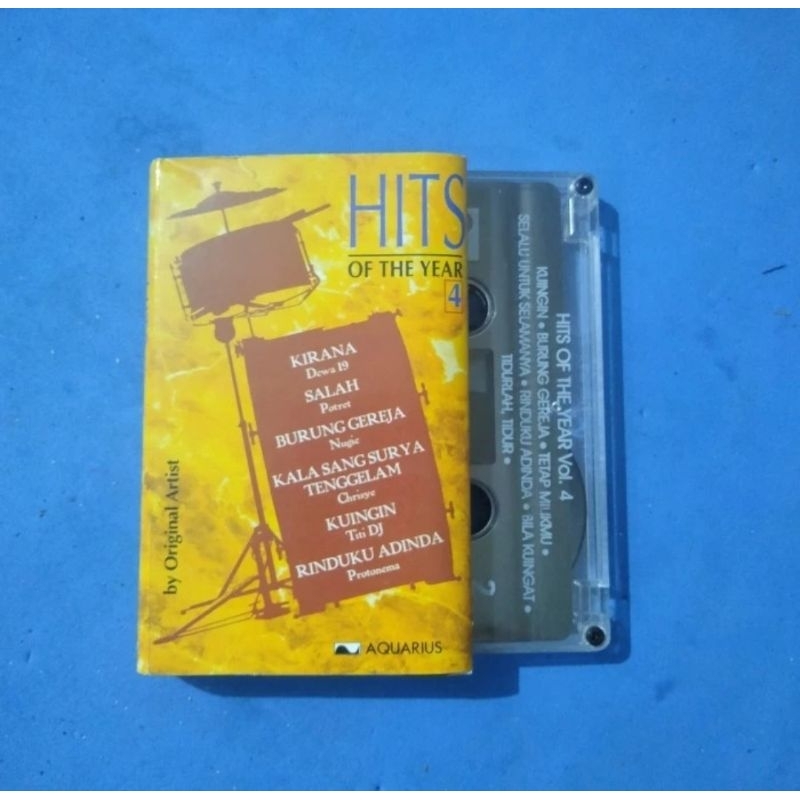 HITS
OF THE YEAR
4
KIRANA
Dewa 19
SALAH
Potret
BURUNG GEREJA
Nugie
KALA SANG SURYA
TENGGELAM
Chrisye
KUINGIN
Titi DJ
RINDUKU ADINDA
Protonema
by Original Artist
AQUARIUS
HITS OF THE YEAR Vol. 4
KUINGIN • BURUNG GEREJA • TETAP MILIKMU •
SELALU UNTUK SELAMANYA • RINDUKU ADINDA • BILA KUINGAT •
TIDURLAH, TIDUR •
2